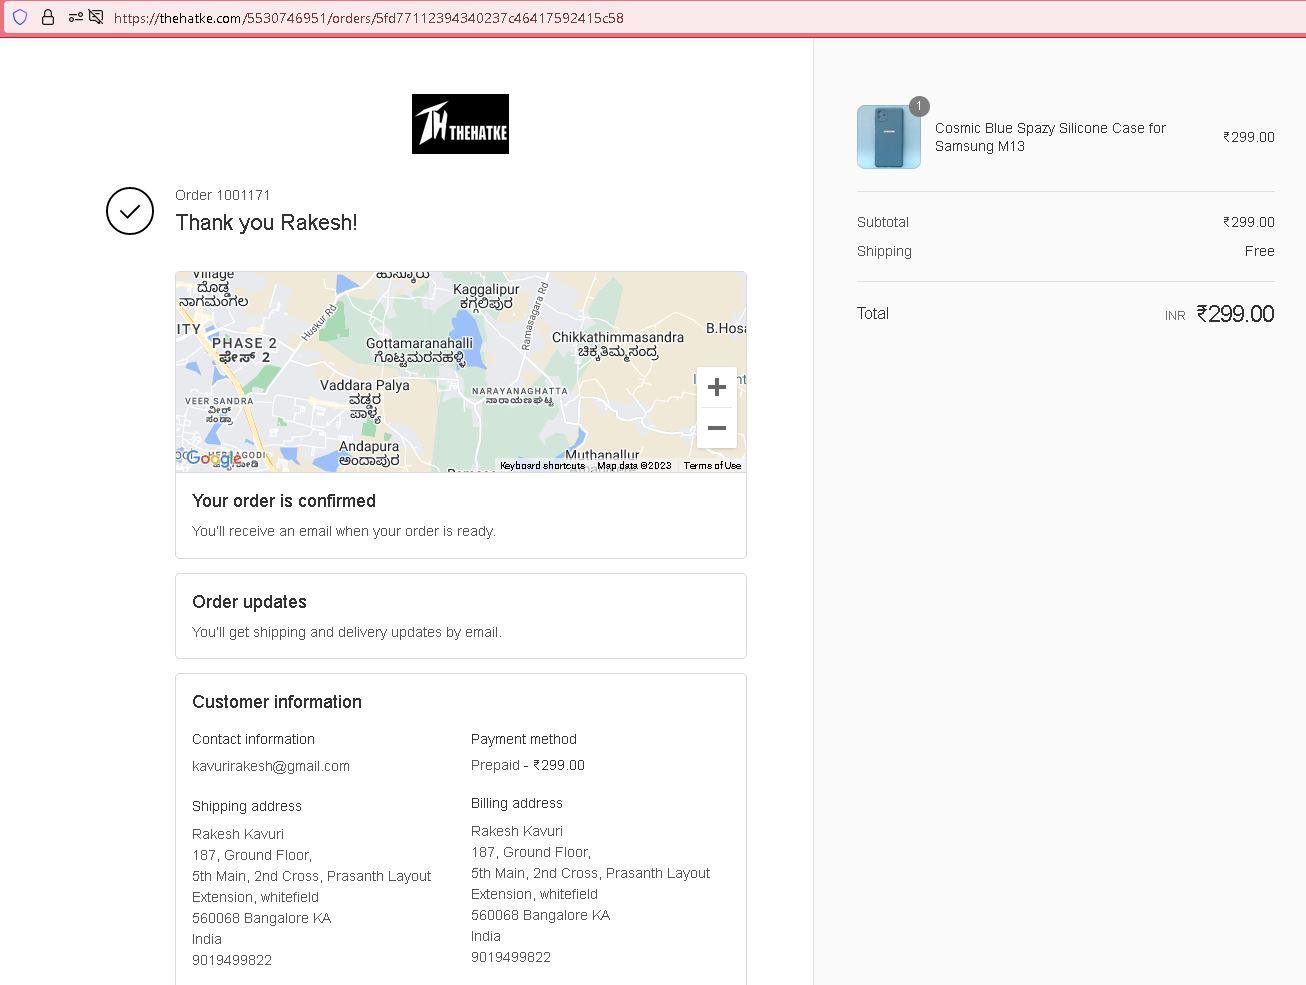 https://thehatke.com/5530746951/orders/5fd77112394340237c46417592415c58
TH THEHATKE
Order 1001171
Thank you Rakesh!
Village
ದೊಡ್ಡ
ನಾಗಮಂಗಲ
ಹುಸ್ಕೂರು
Kaggalipur
ಕಗ್ಗಲಿಪುರ
Huskur Rd
Ramasagara Rd
ITY
PHASE 2
ಫೇಸ್ 2
Gottamaranahalli
ಗೊಟ್ಟಮರನಹಳ್ಳಿ
Chikkathimmasandra
ಚಿಕ್ಕತಿಮ್ಮಸಂದ್ರ
B.Hosa
Vaddara Palya
ವಡ್ಡರ
ಪಾಳ್ಯ
NARAYANAGHATTA
ನಾರಾಯಣಘಟ್ಟ
VEER SANDRA
ವೀರ್
ಸಂಡ್ರಾ
Andapura
ಅಂದಾಪುರ
Muthanallur
Google
Keyboard shortcuts Map data ©2023 Terms of Use
Your order is confirmed
You'll receive an email when your order is ready.
Order updates
You'll get shipping and delivery updates by email.
Customer information
Contact information
kavurirakesh@gmail.com
Payment method
Prepaid - ₹299.00
Shipping address
Rakesh Kavuri
187, Ground Floor,
5th Main, 2nd Cross, Prasanth Layout
Extension, whitefield
560068 Bangalore KA
India
9019499822
Billing address
Rakesh Kavuri
187, Ground Floor,
5th Main, 2nd Cross, Prasanth Layout
Extension, whitefield
560068 Bangalore KA
India
9019499822
1
Cosmic Blue Spazy Silicone Case for
Samsung M13
₹299.00
Subtotal ₹299.00
Shipping Free
Total INR ₹299.00